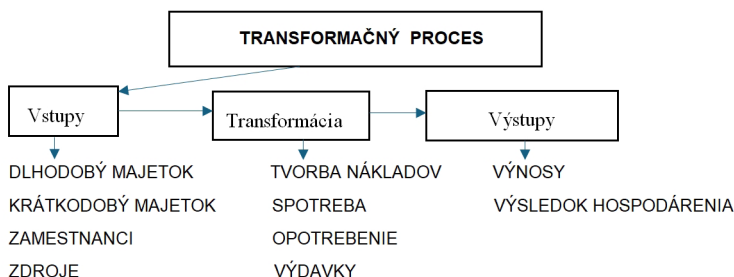 TRANSFORMAČNÝ PROCES
Vstupy
Transformácia
Výstupy
DLHODOBÝ MAJETOK
KRÁTKODOBÝ MAJETOK
ZAMESTNANCI
ZDROJE
TVORBA NÁKLADOV
SPOTREBA
OPOTREBENIE
VÝDAVKY
VÝNOSY
VÝSLEDOK HOSPODÁRENIA